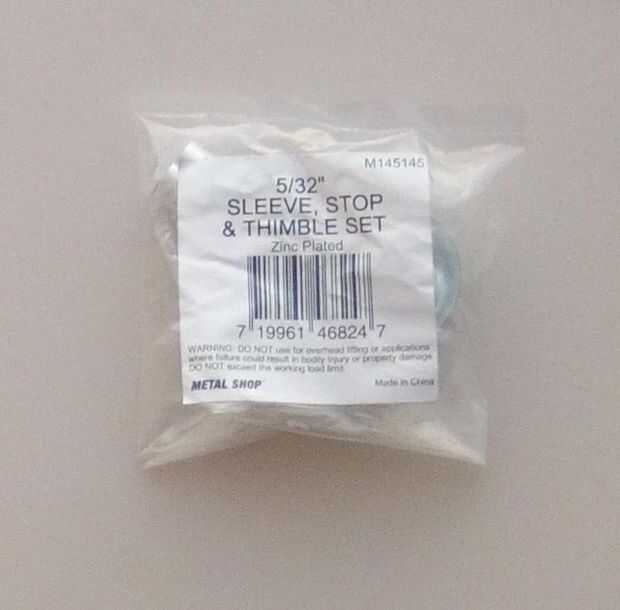 M145145
5/32"
SLEEVE, STOP
& THIMBLE SET
Zinc Plated
7 19961 46824 7
WARNING: DO NOT use for overhead lifting or applications
where failure could result in bodily injury or property damage.
DO NOT exceed the working load limit.
METAL SHOP
Made in China